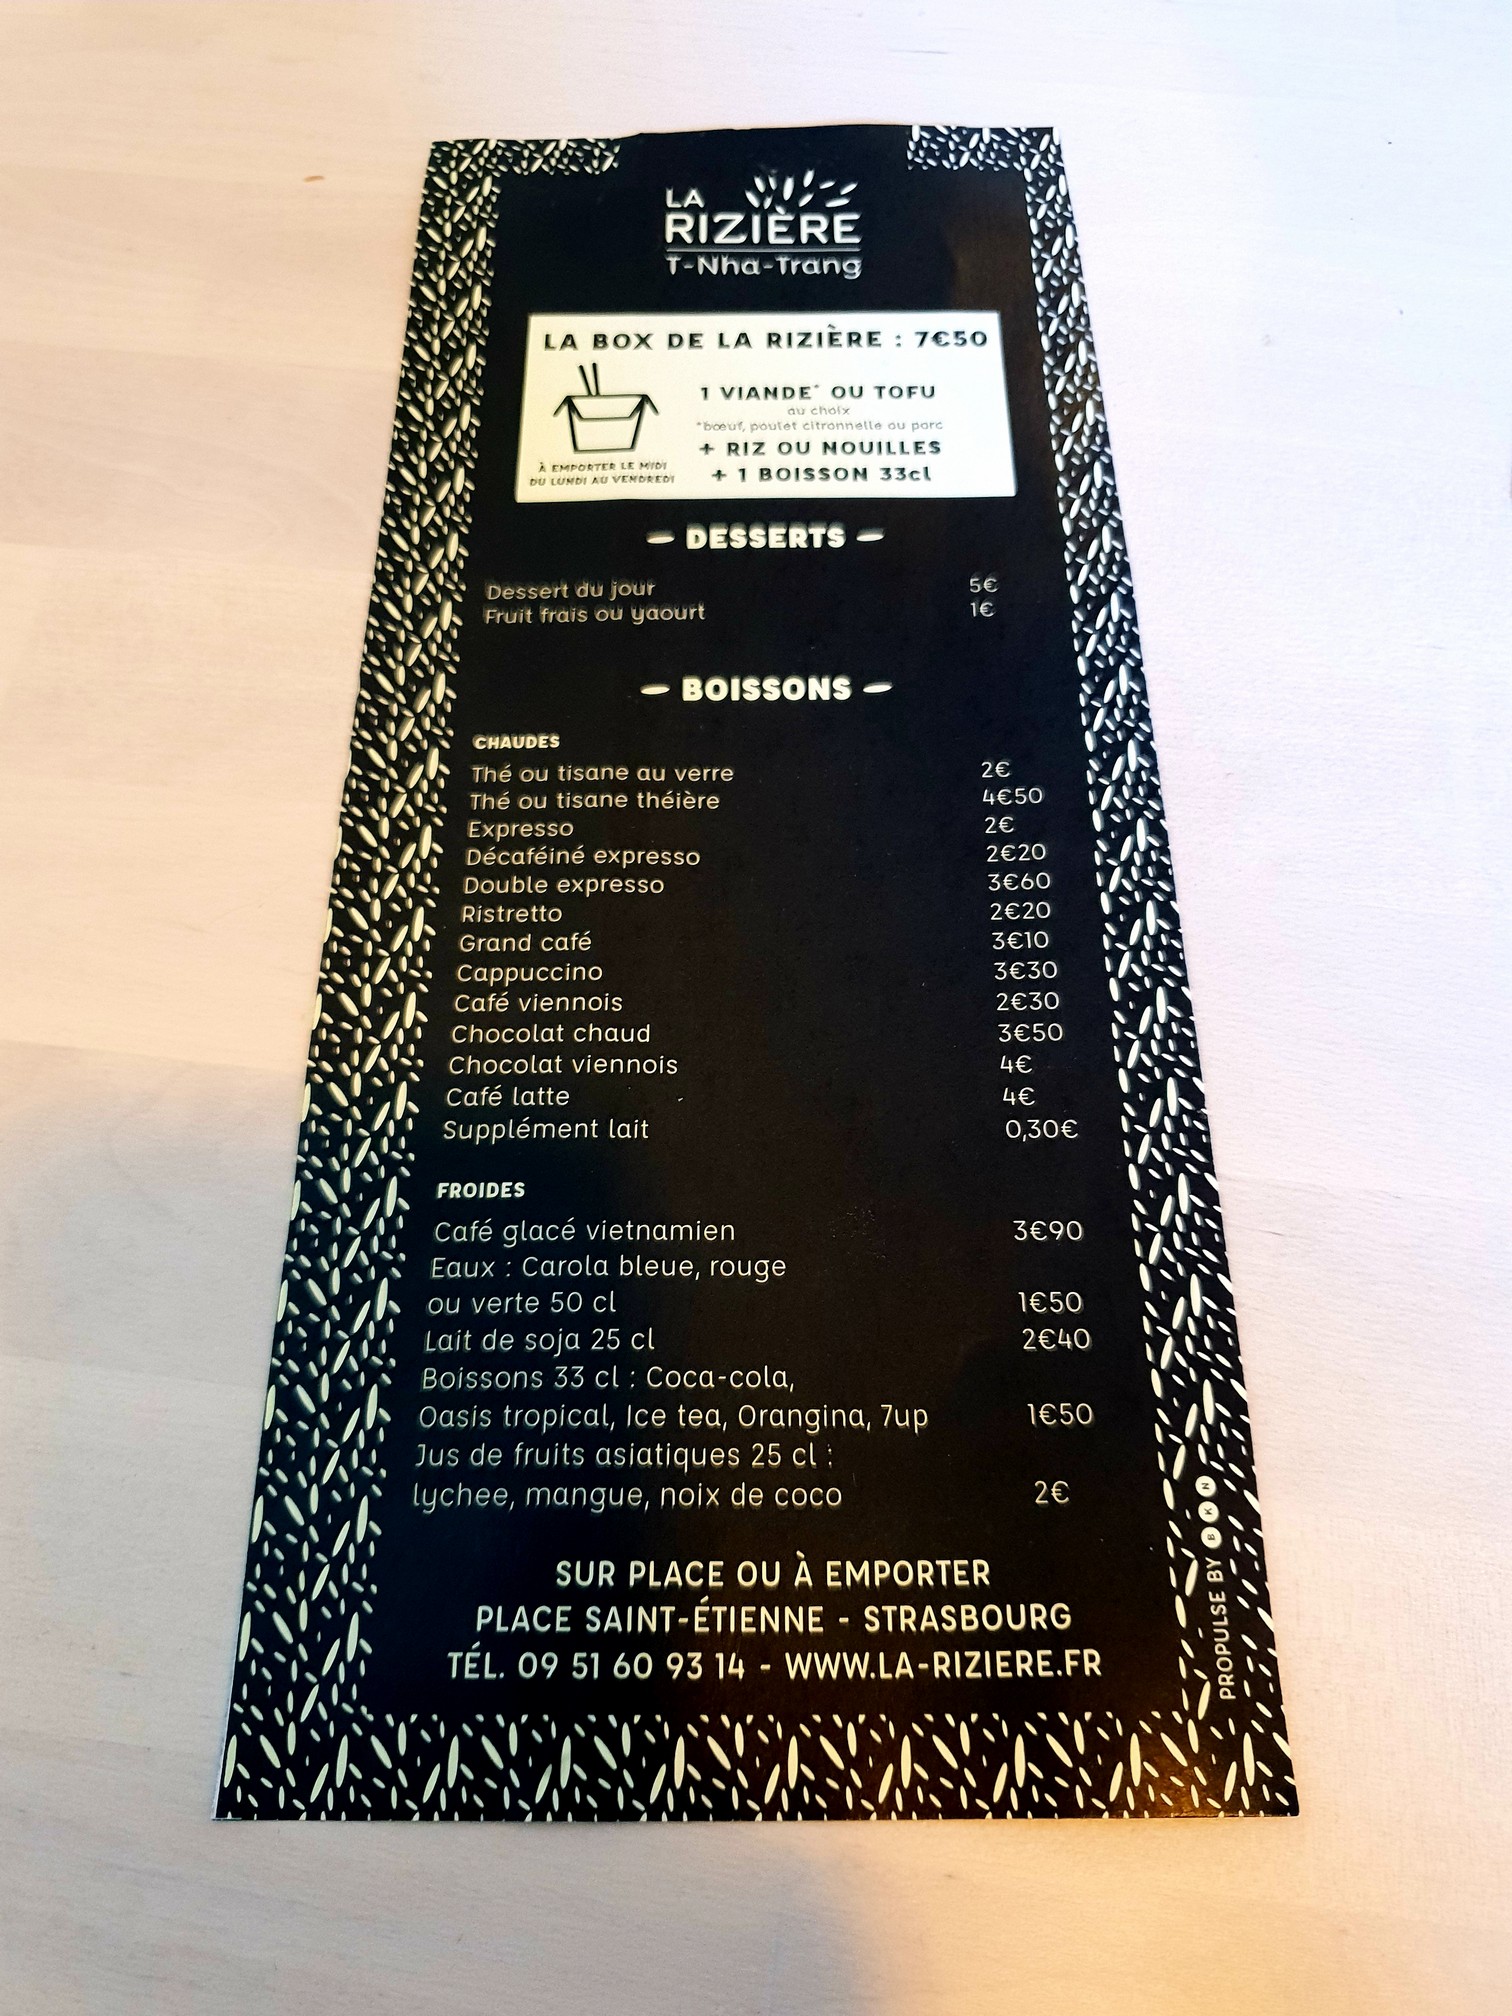 LA
RIZIÈRE
T-Nha-Trang
LA BOX DE LA RIZIÈRE : 7€50
1 VIANDE* OU TOFU
au choix
*bœuf, poulet citronnelle ou porc
+ RIZ OU NOUILLES
+ 1 BOISSON 33cl
À EMPORTER LE MIDI
DU LUNDI AU VENDREDI
DESSERTS
Dessert du jour 5€
Fruit frais ou yaourt 1€
BOISSONS
CHAUDES
Thé ou tisane au verre 2€
Thé ou tisane théière 4€50
Expresso 2€
Décaféiné expresso 2€20
Double expresso 3€60
Ristretto 2€20
Grand café 3€10
Cappuccino 3€30
Café viennois 2€30
Chocolat chaud 3€50
Chocolat viennois 4€
Café latte 4€
Supplément lait 0,30€
FROIDES
Café glacé vietnamien 3€90
Eaux : Carola bleue, rouge
ou verte 50 cl 1€50
Lait de soja 25 cl 2€40
Boissons 33 cl : Coca-cola,
Oasis tropical, Ice tea, Orangina, 7up 1€50
Jus de fruits asiatiques 25 cl :
lychee, mangue, noix de coco 2€
SUR PLACE OU À EMPORTER
PLACE SAINT-ÉTIENNE - STRASBOURG
TÉL. 09 51 60 93 14 - WWW.LA-RIZIERE.FR
PROPULSE BY BKN